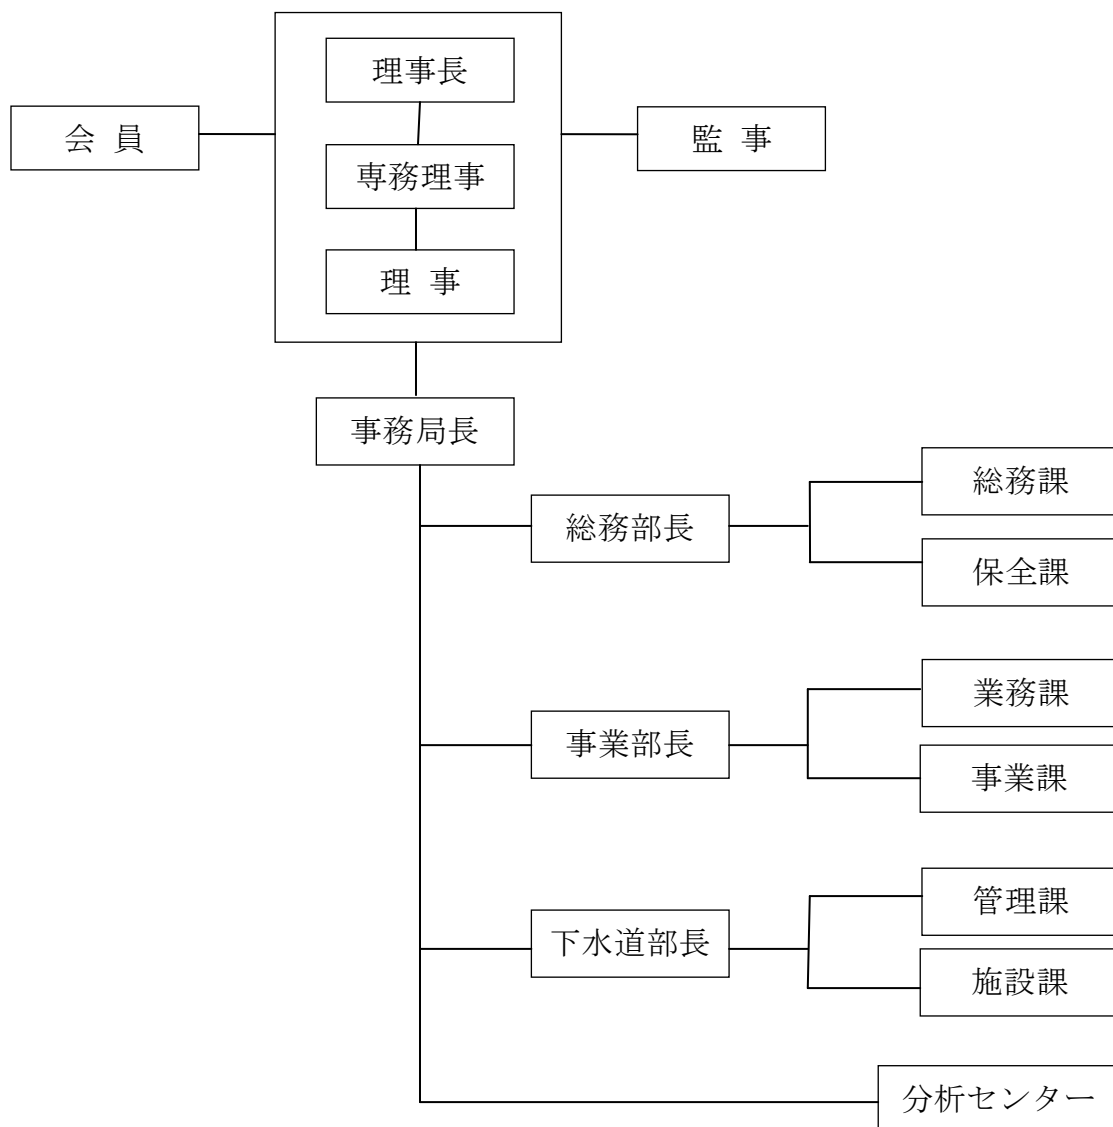 理事長
会 員
監 事
専務理事
理 事
事務局長
総務課
総務部長
保全課
業務課
事業部長
事業課
管理課
下水道部長
施設課
分析センター